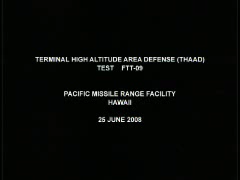 TERMINAL HIGH ALTITUDE AREA DEFENSE (THAAD)
TEST FTT-09
PACIFIC MISSILE RANGE FACILITY
HAWAII
25 JUNE 2008